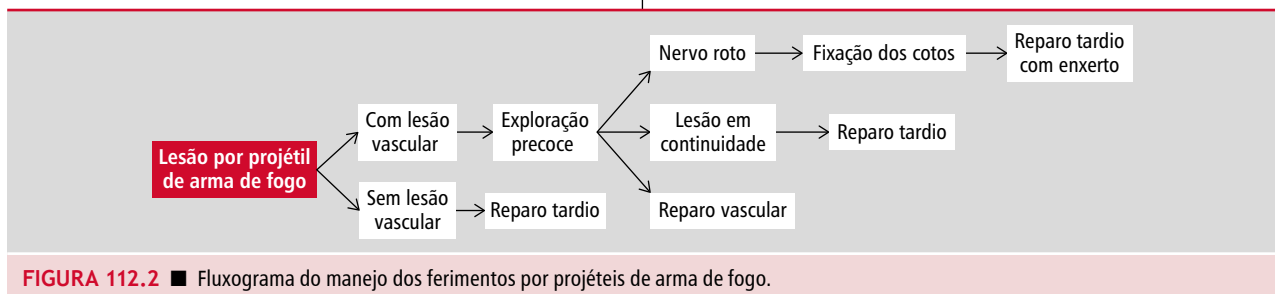 Lesão por projétil
de arma de fogo
Com lesão
vascular
Exploração
precoce
Nervo roto
Fixação dos cotos
Reparo tardio
com enxerto
Lesão em
continuidade
Reparo tardio
Reparo vascular
Sem lesão
vascular
Reparo tardio
FIGURA 112.2 ■ Fluxograma do manejo dos ferimentos por projéteis de arma de fogo.